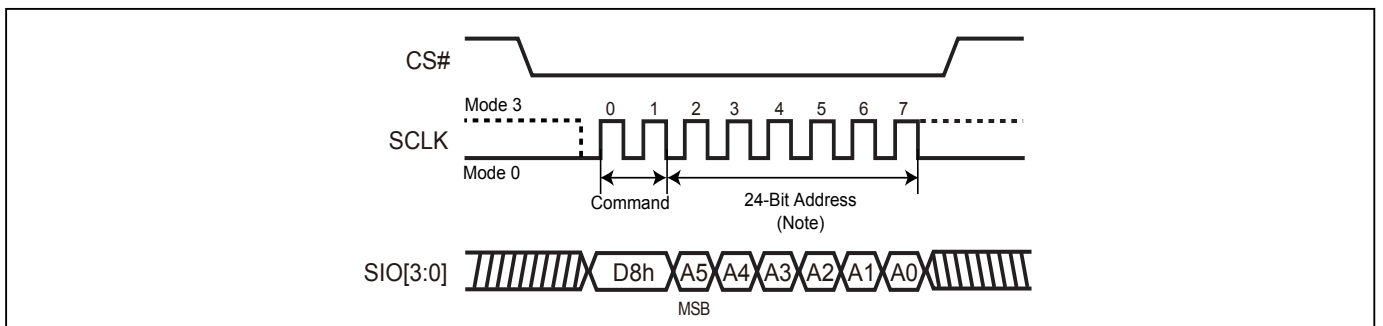 CS#
Mode 3
0 1 2 3 4 5 6 7
SCLK
Mode 0
Command
24-Bit Address
(Note)
SIO[3:0]
D8h A5 A4 A3 A2 A1 A0
MSB